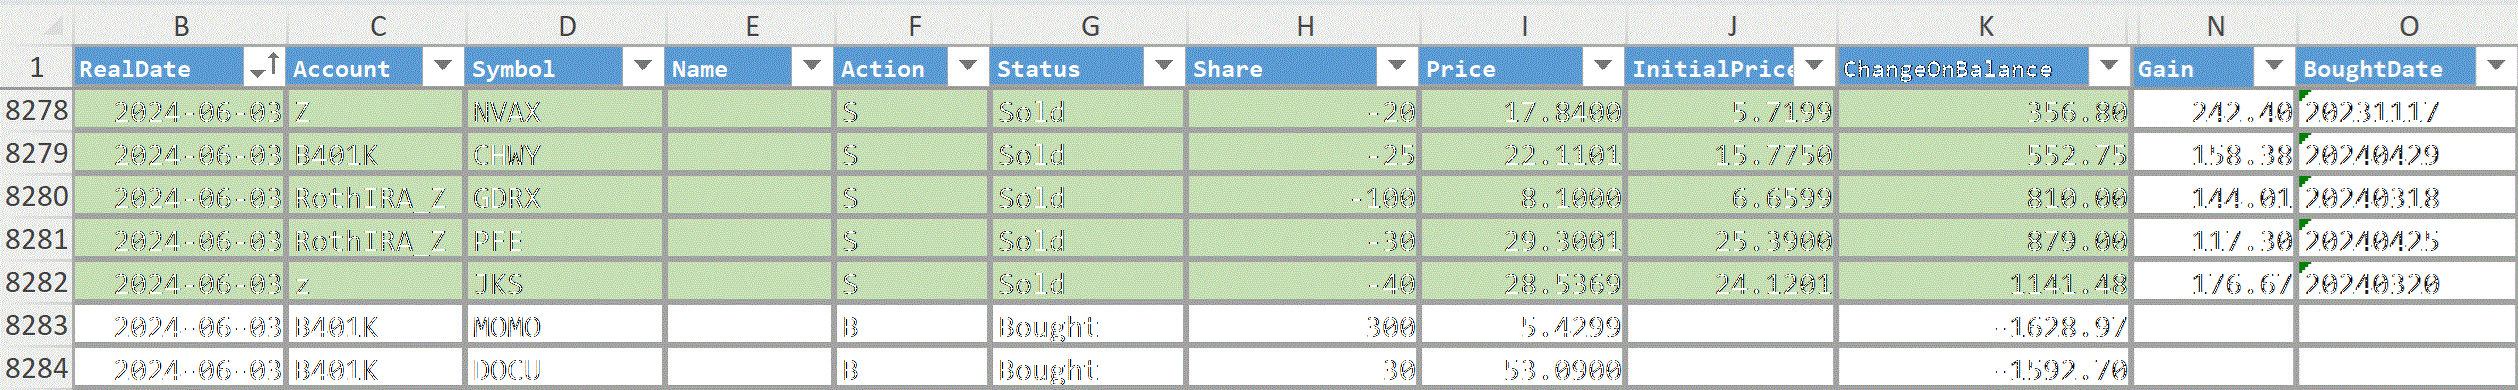 B C D E F G H I J K N O
1 RealDate Account Symbol Name Action Status Share Price InitialPrice ChangeOnBalance Gain BoughtDate
8278 2024-06-03 Z NVAX S Sold -20 17.8400 5.7199 356.80 242.40 20231117
8279 2024-06-03 B401K CHWY S Sold -25 22.1101 15.7750 552.75 158.38 20240429
8280 2024-06-03 RothIRA_Z GDRX S Sold -100 8.1000 6.6599 810.00 144.01 20240318
8281 2024-06-03 RothIRA_Z PFE S Sold -30 29.3001 25.3900 879.00 117.30 20240425
8282 2024-06-03 z JKS S Sold -40 28.5369 24.1201 1141.48 176.67 20240320
8283 2024-06-03 B401K MOMO B Bought 300 5.4299 -1628.97
8284 2024-06-03 B401K DOCU B Bought 30 53.0900 -1592.70